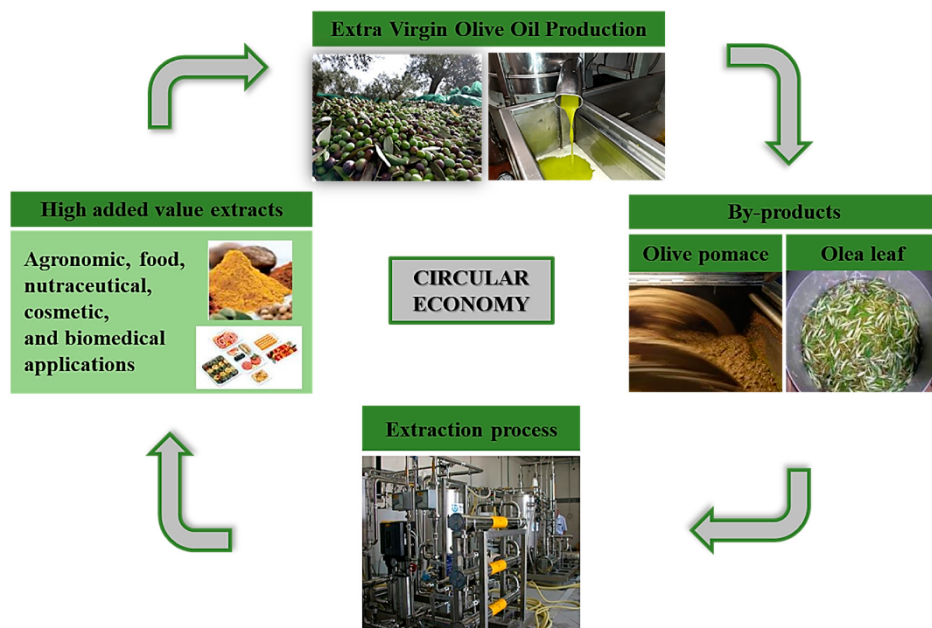 Extra Virgin Olive Oil Production
High added value extracts
Agronomic, food,
nutraceutical,
cosmetic,
and biomedical
applications
CIRCULAR
ECONOMY
By-products
Olive pomace
Olea leaf
Extraction process